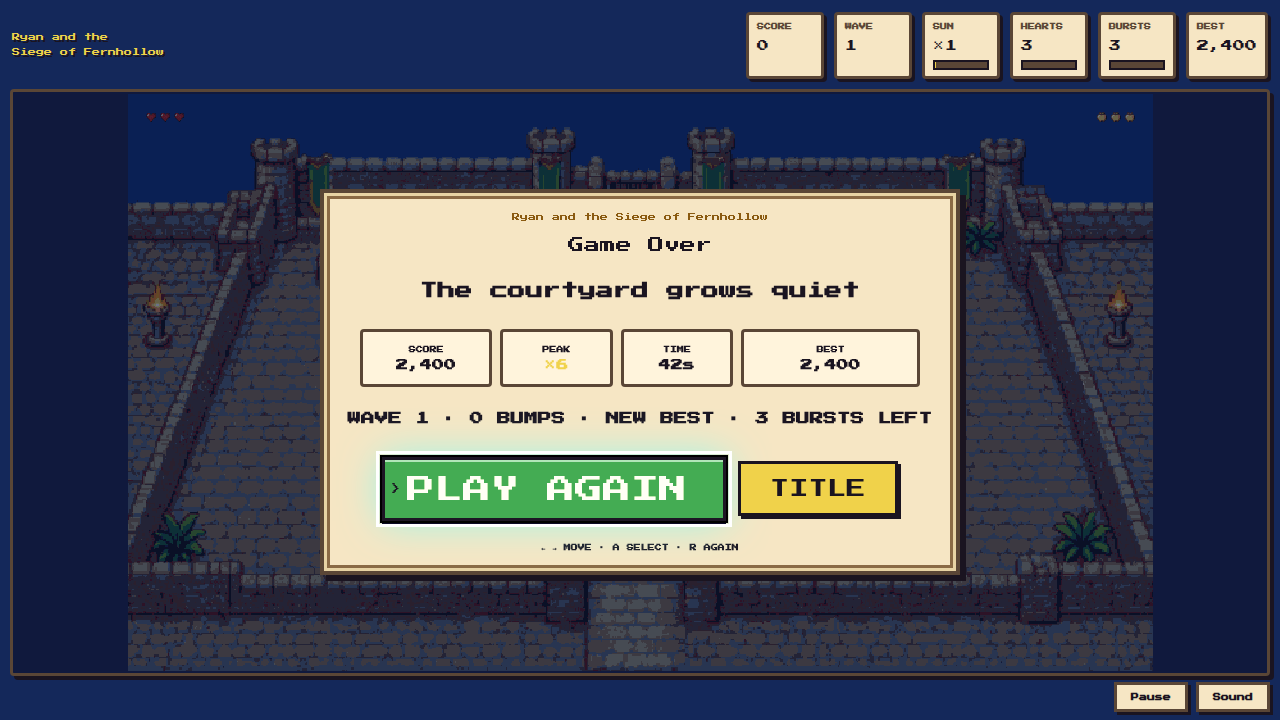 Ryan and the
Siege of Fernhollow
SCORE
0
WAVE
1
SUN
×1
HEARTS
3
BURSTS
3
BEST
2,400
Ryan and the Siege of Fernhollow
Game Over
The courtyard grows quiet
SCORE
2,400
PEAK
×6
TIME
42s
BEST
2,400
WAVE 1 · 0 BUMPS · NEW BEST · 3 BURSTS LEFT
›PLAY AGAIN
TITLE
←→ MOVE · A SELECT · R AGAIN
Pause
Sound